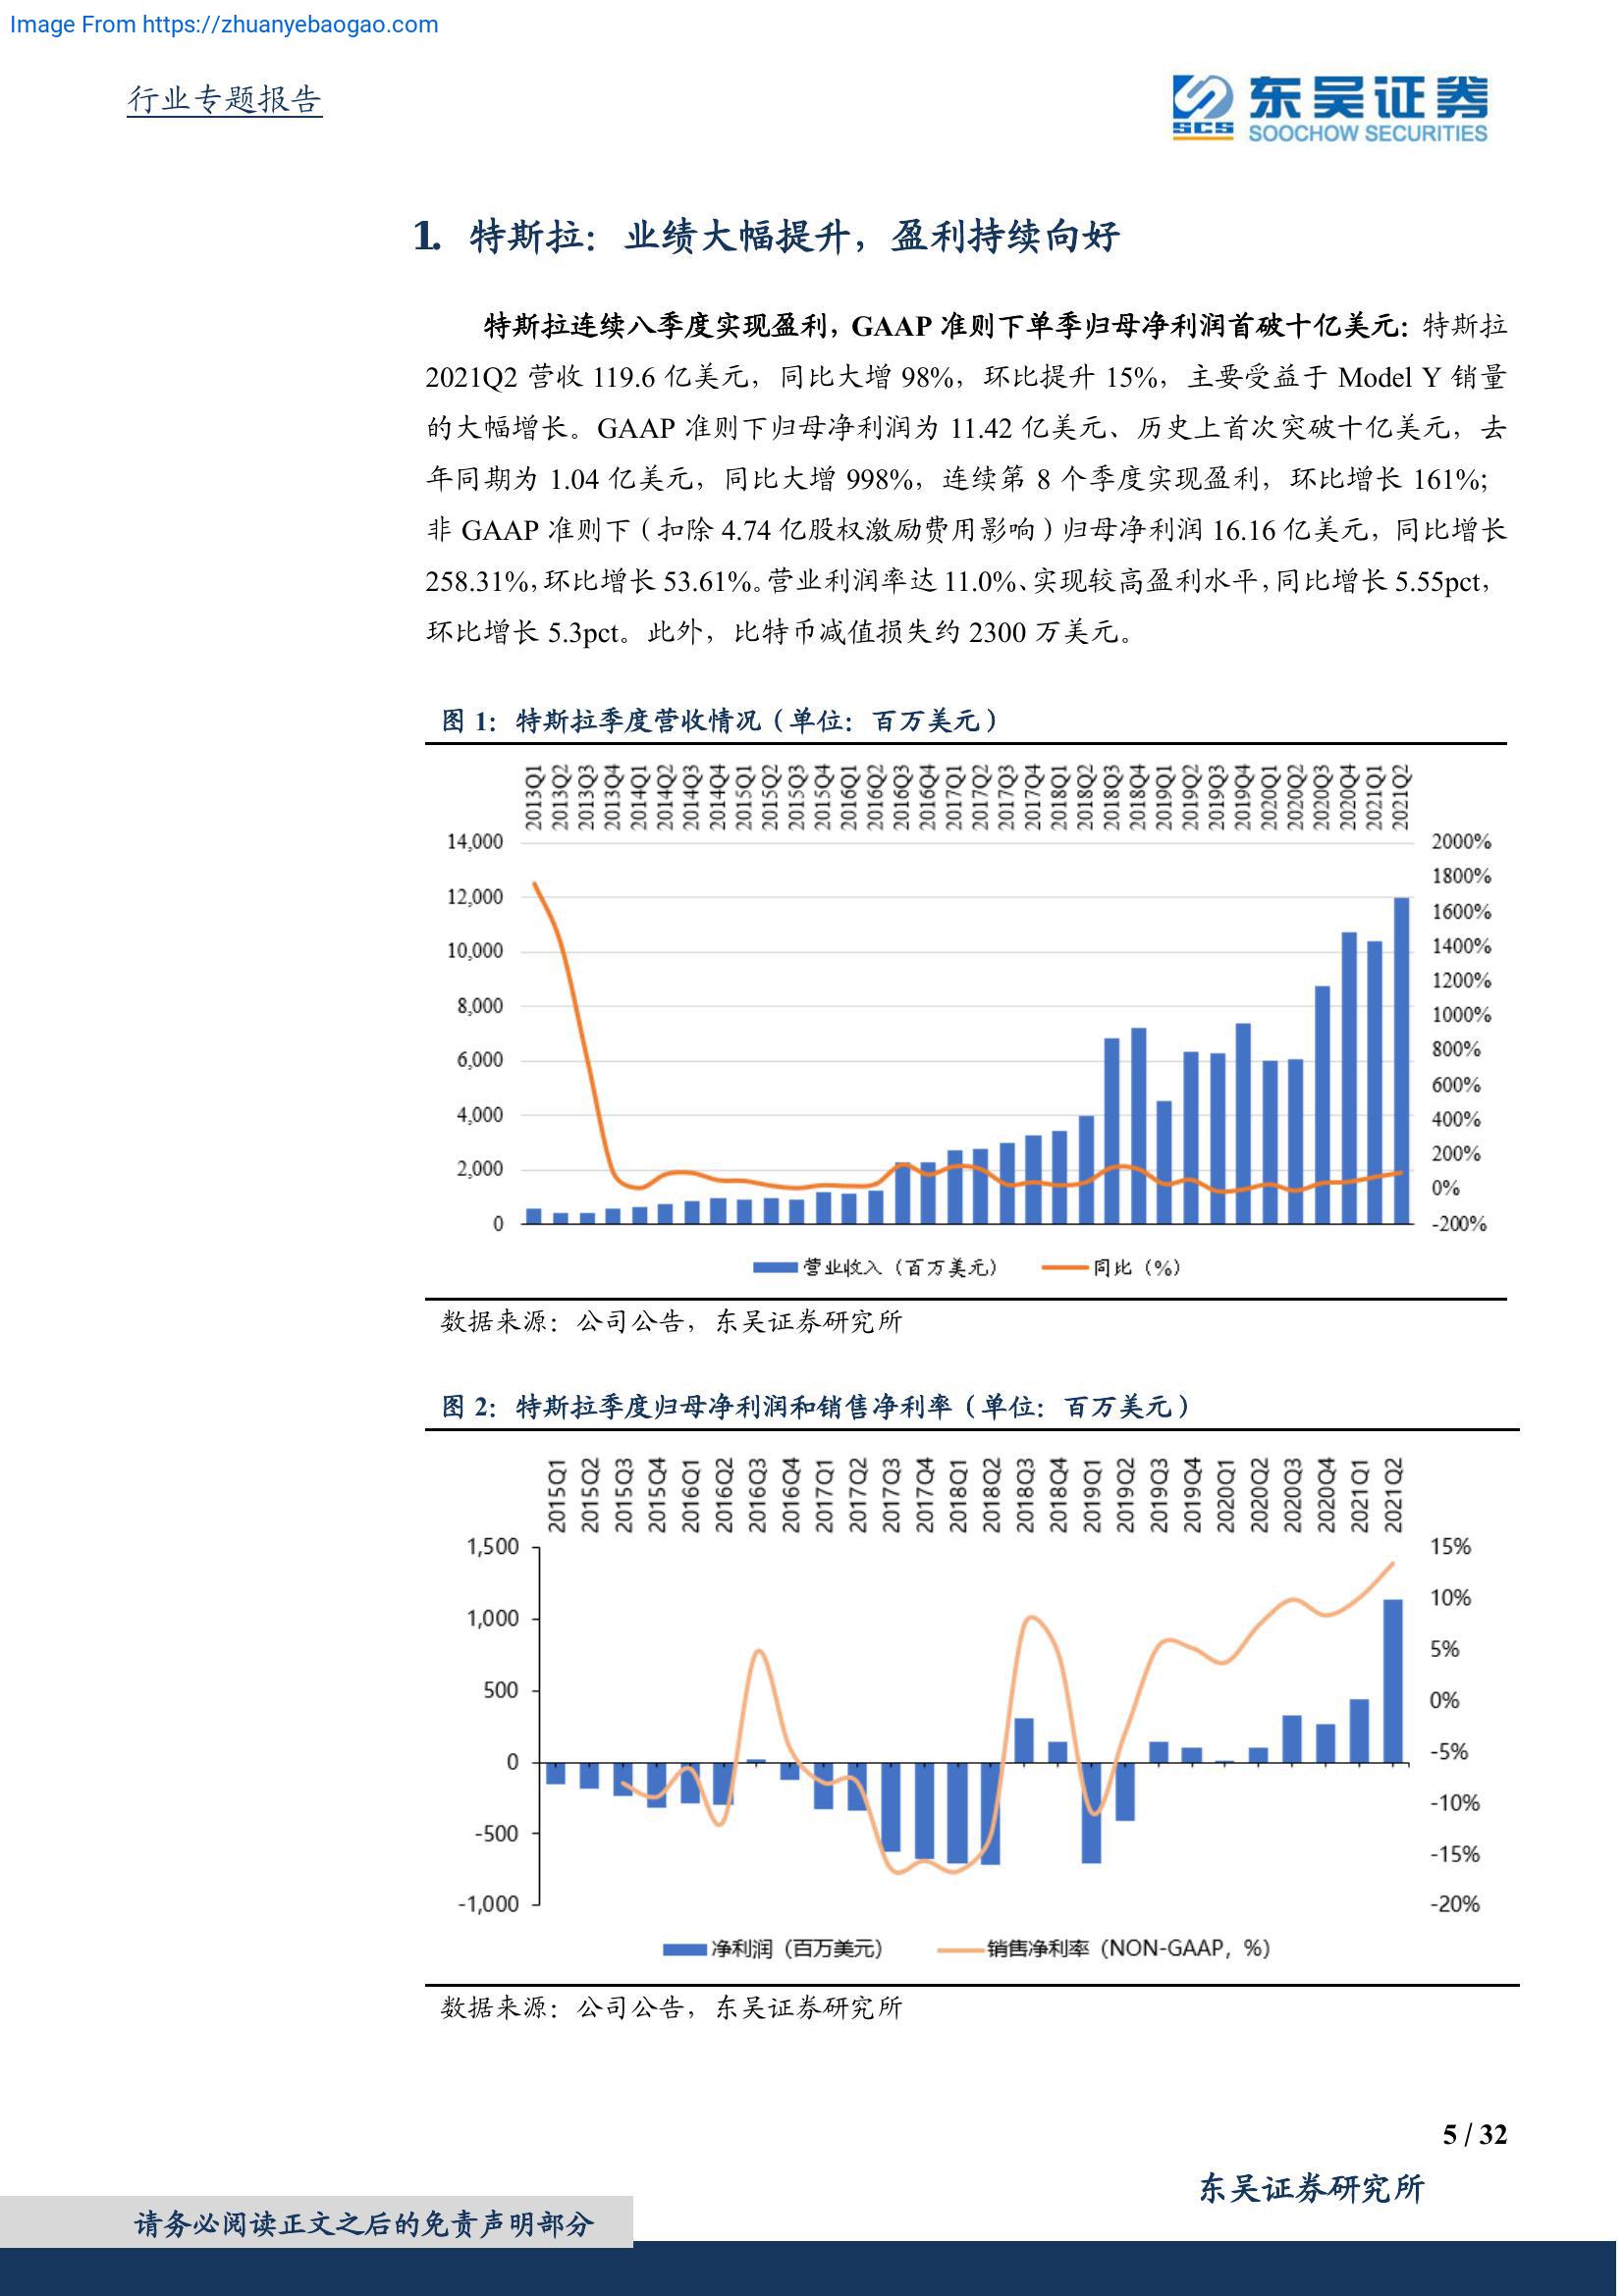 Image From https://zhuanyebaogao.com
行业专题报告
SCS
东吴证券
SOOCHOW SECURITIES
1. 特斯拉：业绩大幅提升，盈利持续向好
特斯拉连续八季度实现盈利，GAAP 准则下单季归母净利润首破十亿美元：特斯拉
2021Q2 营收 119.6 亿美元，同比大增 98%，环比提升 15%，主要受益于 Model Y 销量
的大幅增长。GAAP 准则下归母净利润为 11.42 亿美元、历史上首次突破十亿美元，去
年同期为 1.04 亿美元，同比大增 998%，连续第 8 个季度实现盈利，环比增长 161%；
非 GAAP 准则下（扣除 4.74 亿股权激励费用影响）归母净利润 16.16 亿美元，同比增长
258.31%，环比增长 53.61%。营业利润率达 11.0%、实现较高盈利水平，同比增长 5.55pct，
环比增长 5.3pct。此外，比特币减值损失约 2300 万美元。
图 1：特斯拉季度营收情况（单位：百万美元）
2013Q1 2013Q2 2013Q3 2013Q4 2014Q1 2014Q2 2014Q3 2014Q4 2015Q1 2015Q2 2015Q3 2015Q4 2016Q1 2016Q2 2016Q3 2016Q4 2017Q1 2017Q2 2017Q3 2017Q4 2018Q1 2018Q2 2018Q3 2018Q4 2019Q1 2019Q2 2019Q3 2019Q4 2020Q1 2020Q2 2020Q3 2020Q4 2021Q1 2021Q2
14,000 2000%
1800%
12,000
1600%
10,000 1400%
1200%
8,000
1000%
6,000 800%
600%
4,000 400%
200%
2,000
0%
0 -200%
营业收入（百万美元） 同比（%）
数据来源：公司公告，东吴证券研究所
图 2：特斯拉季度归母净利润和销售净利率（单位：百万美元）
2015Q1 2015Q2 2015Q3 2015Q4 2016Q1 2016Q2 2016Q3 2016Q4 2017Q1 2017Q2 2017Q3 2017Q4 2018Q1 2018Q2 2018Q3 2018Q4 2019Q1 2019Q2 2019Q3 2019Q4 2020Q1 2020Q2 2020Q3 2020Q4 2021Q1 2021Q2
1,500 15%
10%
1,000
5%
500
0%
0 -5%
-10%
-500
-15%
-1,000 -20%
净利润（百万美元） 销售净利率（NON-GAAP，%）
数据来源：公司公告，东吴证券研究所
5 / 32
东吴证券研究所
请务必阅读正文之后的免责声明部分